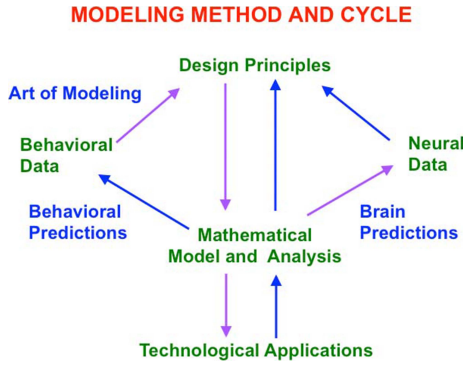 MODELING METHOD AND CYCLE
Design Principles
Art of Modeling
Behavioral
Data
Neural
Data
Behavioral
Predictions
Brain
Predictions
Mathematical
Model and Analysis
Technological Applications